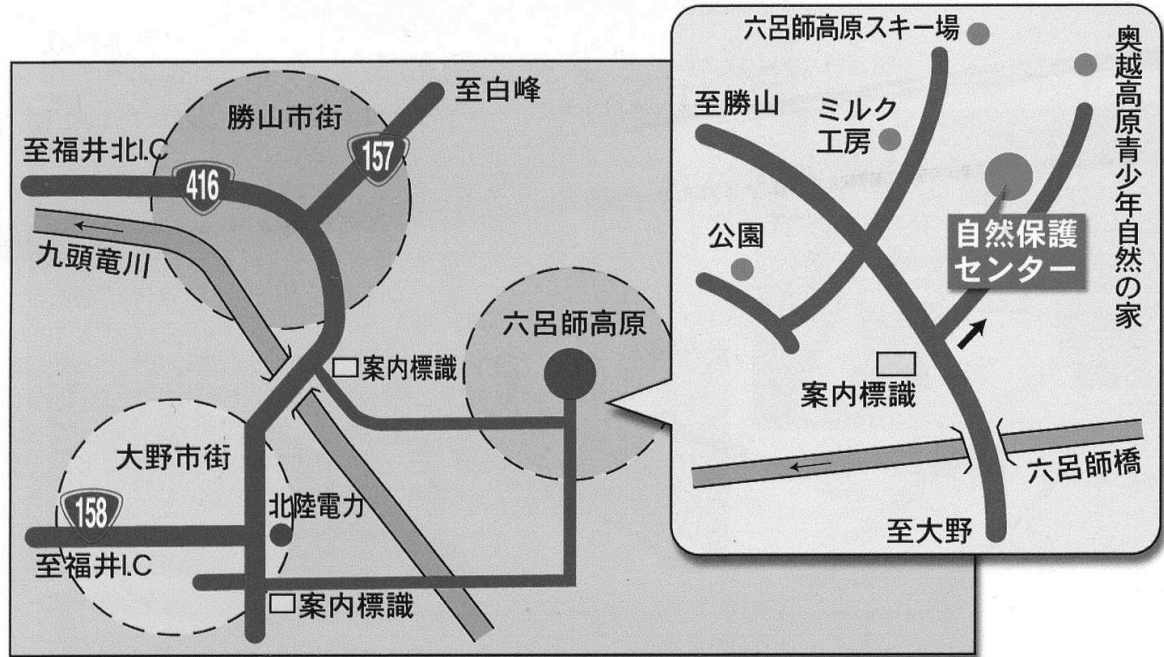 至白峰
勝山市街
157
至福井北I.C
416
九頭竜川
六呂師高原
案内標識
大野市街
北陸電力
158
至福井I.C
案内標識
六呂師高原スキー場
奥越高原青少年自然の家
至勝山
ミルク
工房
公園
自然保護
センター
案内標識
六呂師橋
至大野